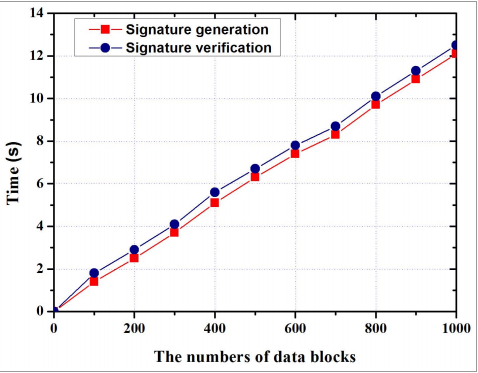 14
12
10
8
6
4
2
0
Time (s)
Signature generation
Signature verification
0 200 400 600 800 1000
The numbers of data blocks